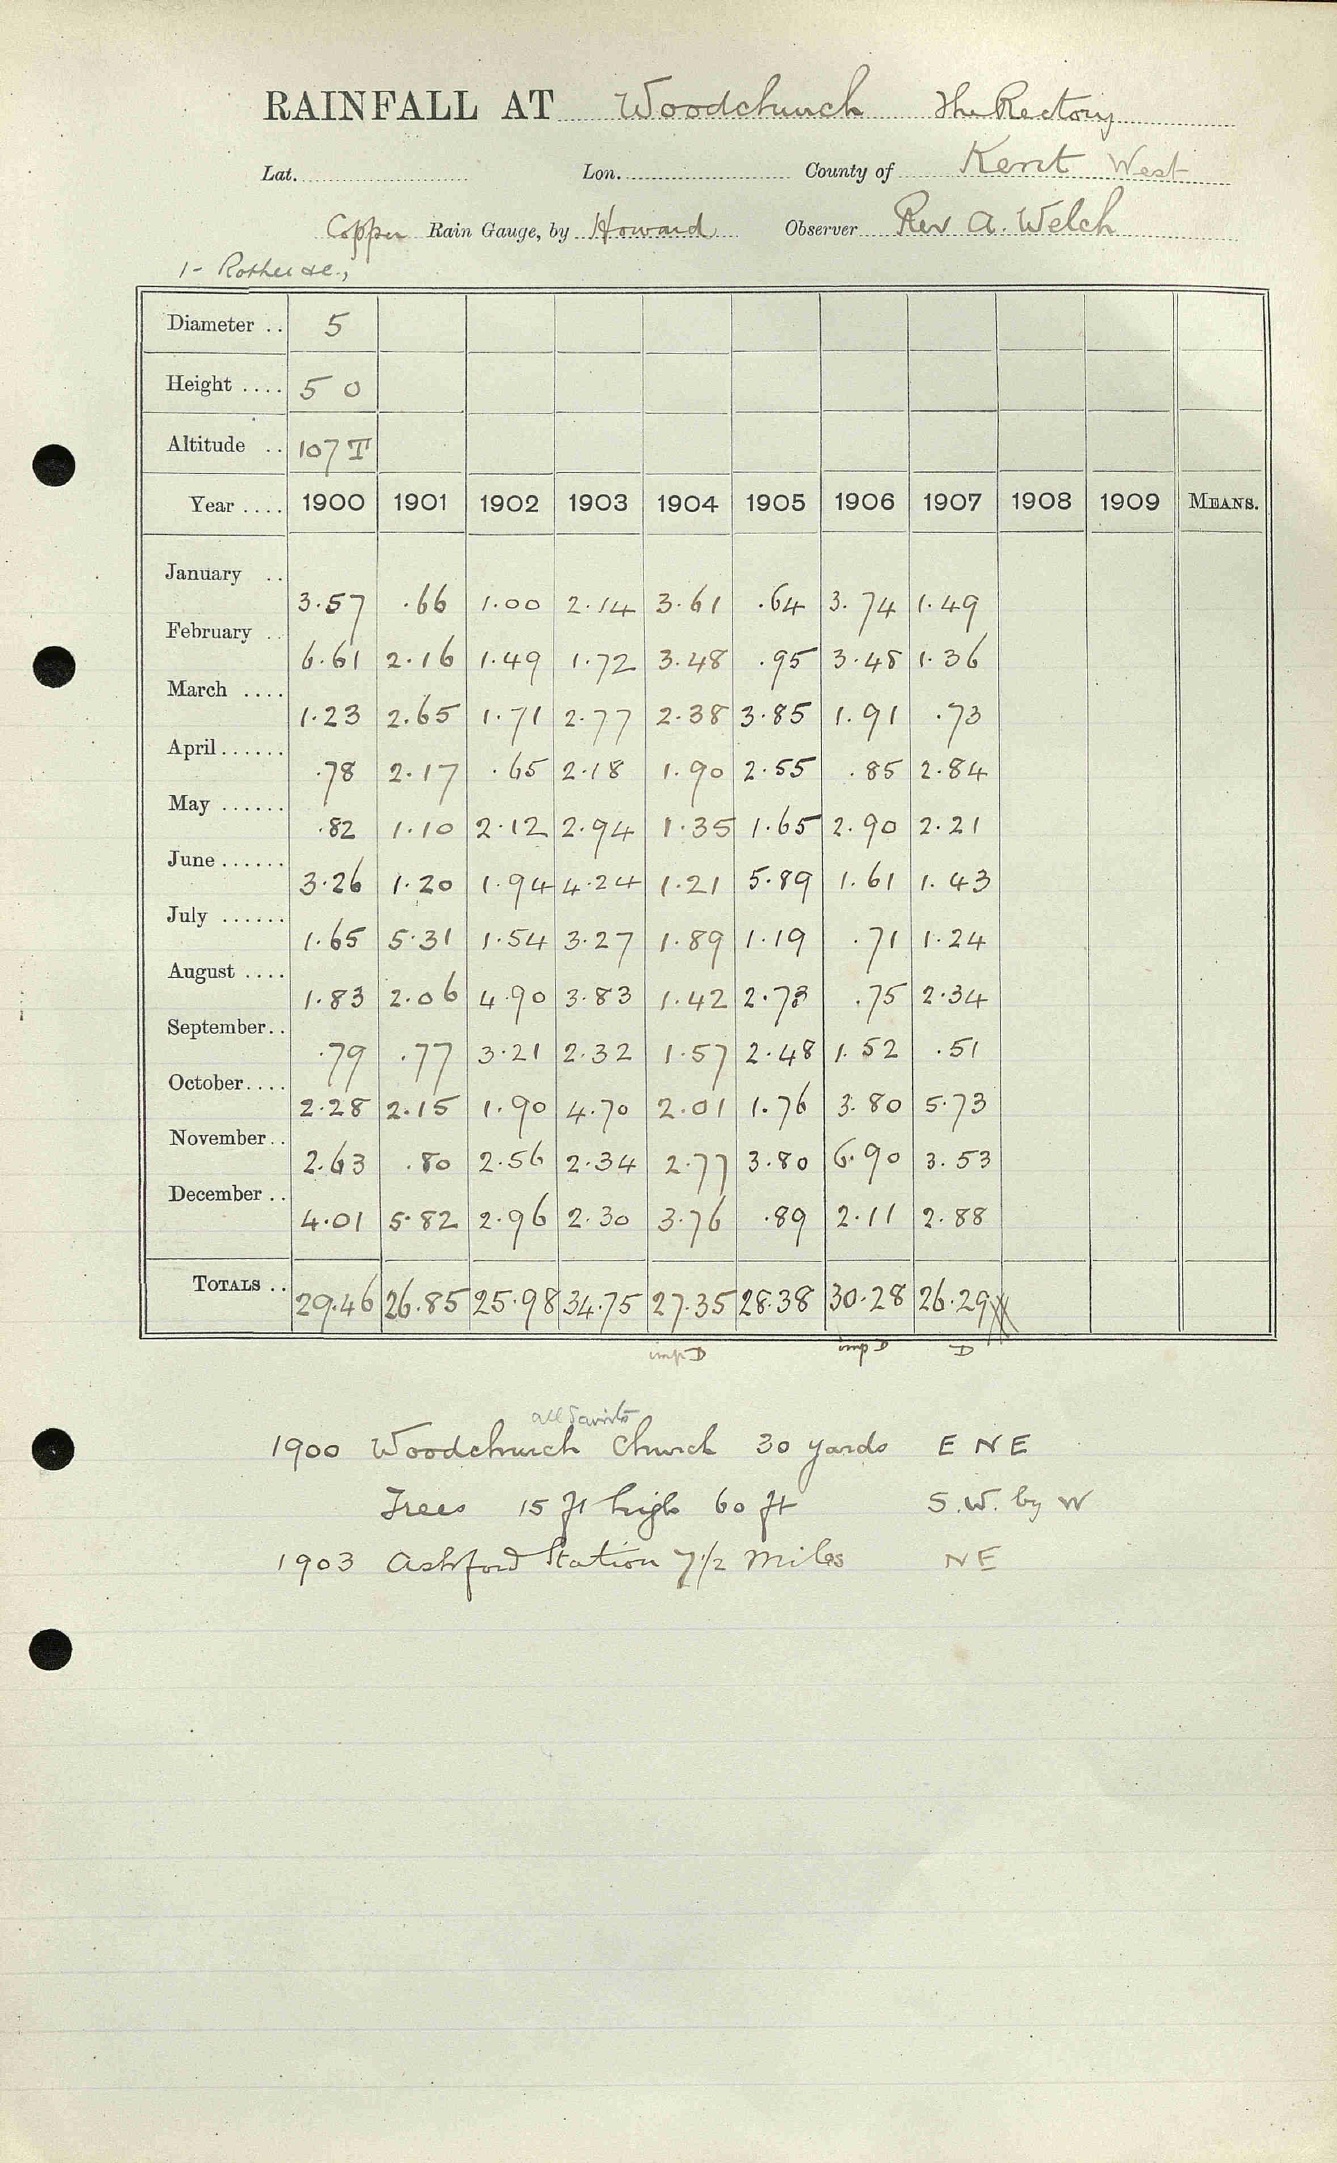 RAINFALL AT Woodchurch The Rectory
Lat. Lon. County of Kent West
Copper Rain Gauge, by Howard Observer Rev A. Welch
1- Rother &c.,
Diameter .. 5
Height .... 5 0
Altitude .. 107 T
Year .... 1900 1901 1902 1903 1904 1905 1906 1907 1908 1909 MEANS.
January .. 3.57 .66 1.00 2.14 3.61 .64 3.74 1.49
February .. 6.61 2.16 1.49 1.72 3.48 .95 3.48 1.36
March .... 1.23 2.65 1.71 2.77 2.38 3.85 1.91 .73
April...... .78 2.17 .65 2.18 1.90 2.55 .85 2.84
May ...... .82 1.10 2.12 2.94 1.35 1.65 2.90 2.21
June...... 3.26 1.20 1.94 4.24 1.21 5.89 1.61 1.43
July ...... 1.65 5.31 1.54 3.27 1.89 1.19 .71 1.24
August .... 1.83 2.06 4.90 3.83 1.42 2.73 .75 2.34
September.. .79 .77 3.21 2.32 1.57 2.48 1.52 .51
October.... 2.28 2.15 1.90 4.70 2.01 1.76 3.80 5.73
November.. 2.63 .80 2.56 2.34 2.77 3.80 6.90 3.53
December .. 4.01 5.82 2.96 2.30 3.76 .89 2.11 2.88
TOTALS .. 29.46 26.85 25.98 34.75 27.35 28.38 30.28 26.29
imp D imp D D
all Saints
1900 Woodchurch Church 30 yards E N E
Trees 15 ft high 60 ft S.W. by W
1903 Ashford Station 7 1/2 Miles NE